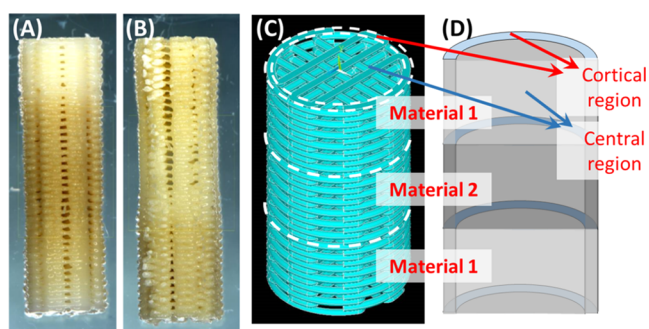 (A)
(B)
(C)
(D)
Cortical
region
Material 1
Central
region
Material 2
Material 1